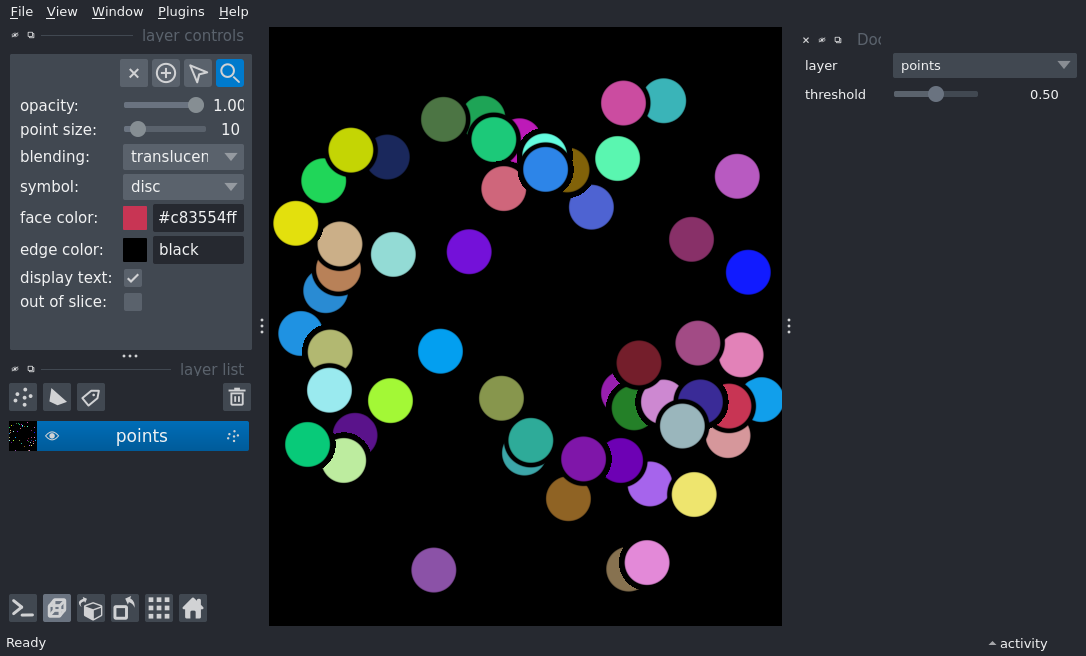 File View Window Plugins Help
layer controls
opacity: 1.00
point size: 10
blending: translucen
symbol: disc
face color: #c83554ff
edge color: black
display text:
out of slice:
layer list
points
Ready
Doc
layer points
threshold 0.50
activity